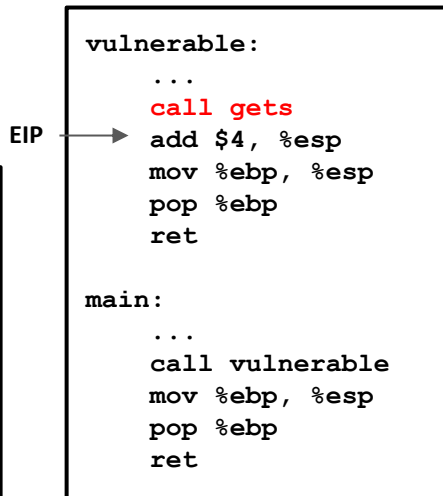 vulnerable:
...
call gets
EIP
add $4, %esp
mov %ebp, %esp
pop %ebp
ret
main:
...
call vulnerable
mov %ebp, %esp
pop %ebp
ret